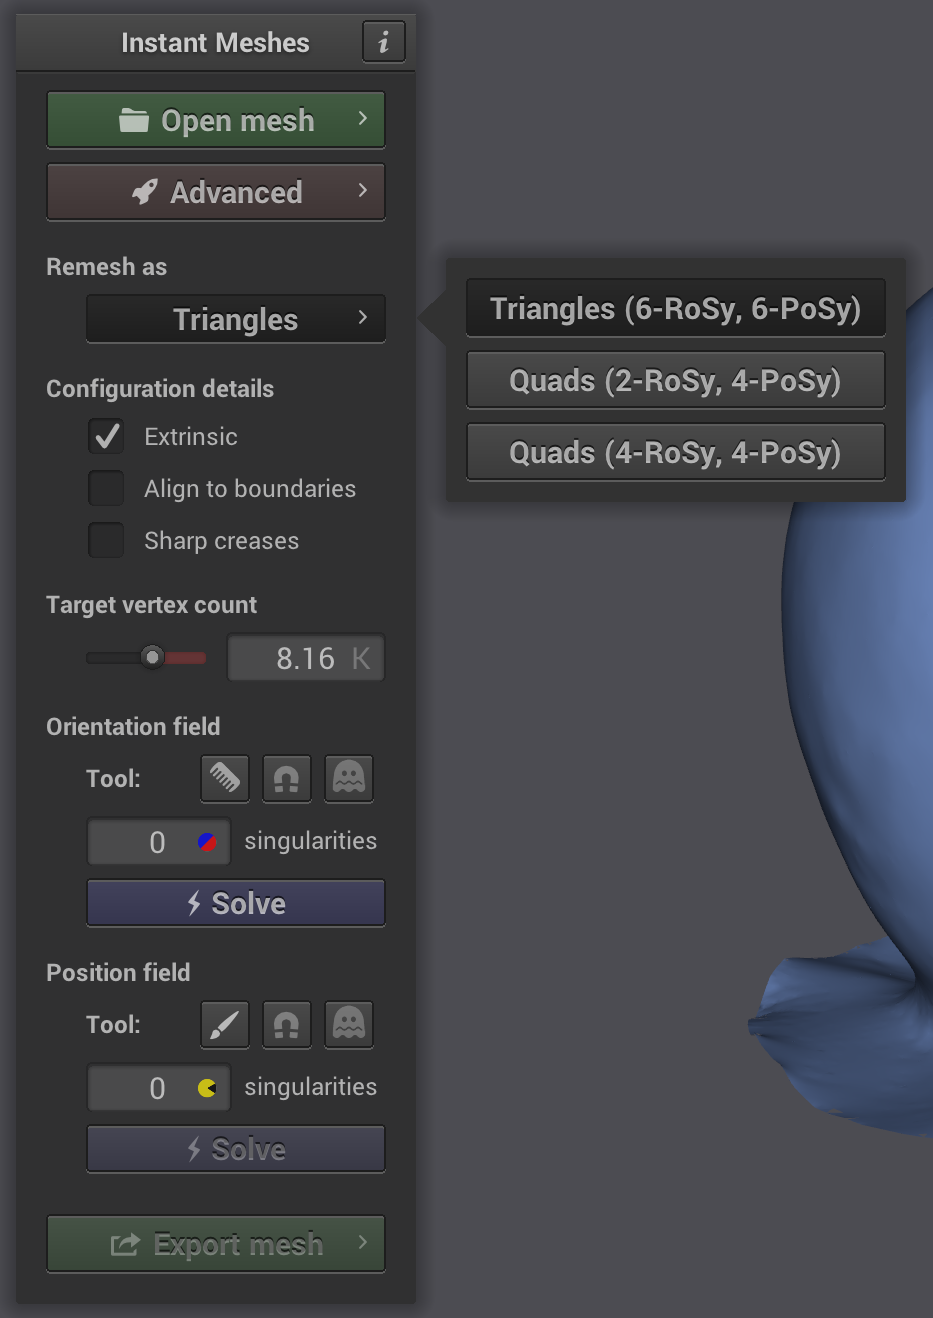 Instant Meshes i
Open mesh
Advanced
Remesh as
Triangles
Triangles (6-RoSy, 6-PoSy)
Quads (2-RoSy, 4-PoSy)
Quads (4-RoSy, 4-PoSy)
Configuration details
Extrinsic
Align to boundaries
Sharp creases
Target vertex count
8.16 K
Orientation field
Tool:
0 singularities
Solve
Position field
Tool:
0 singularities
Solve
Export mesh